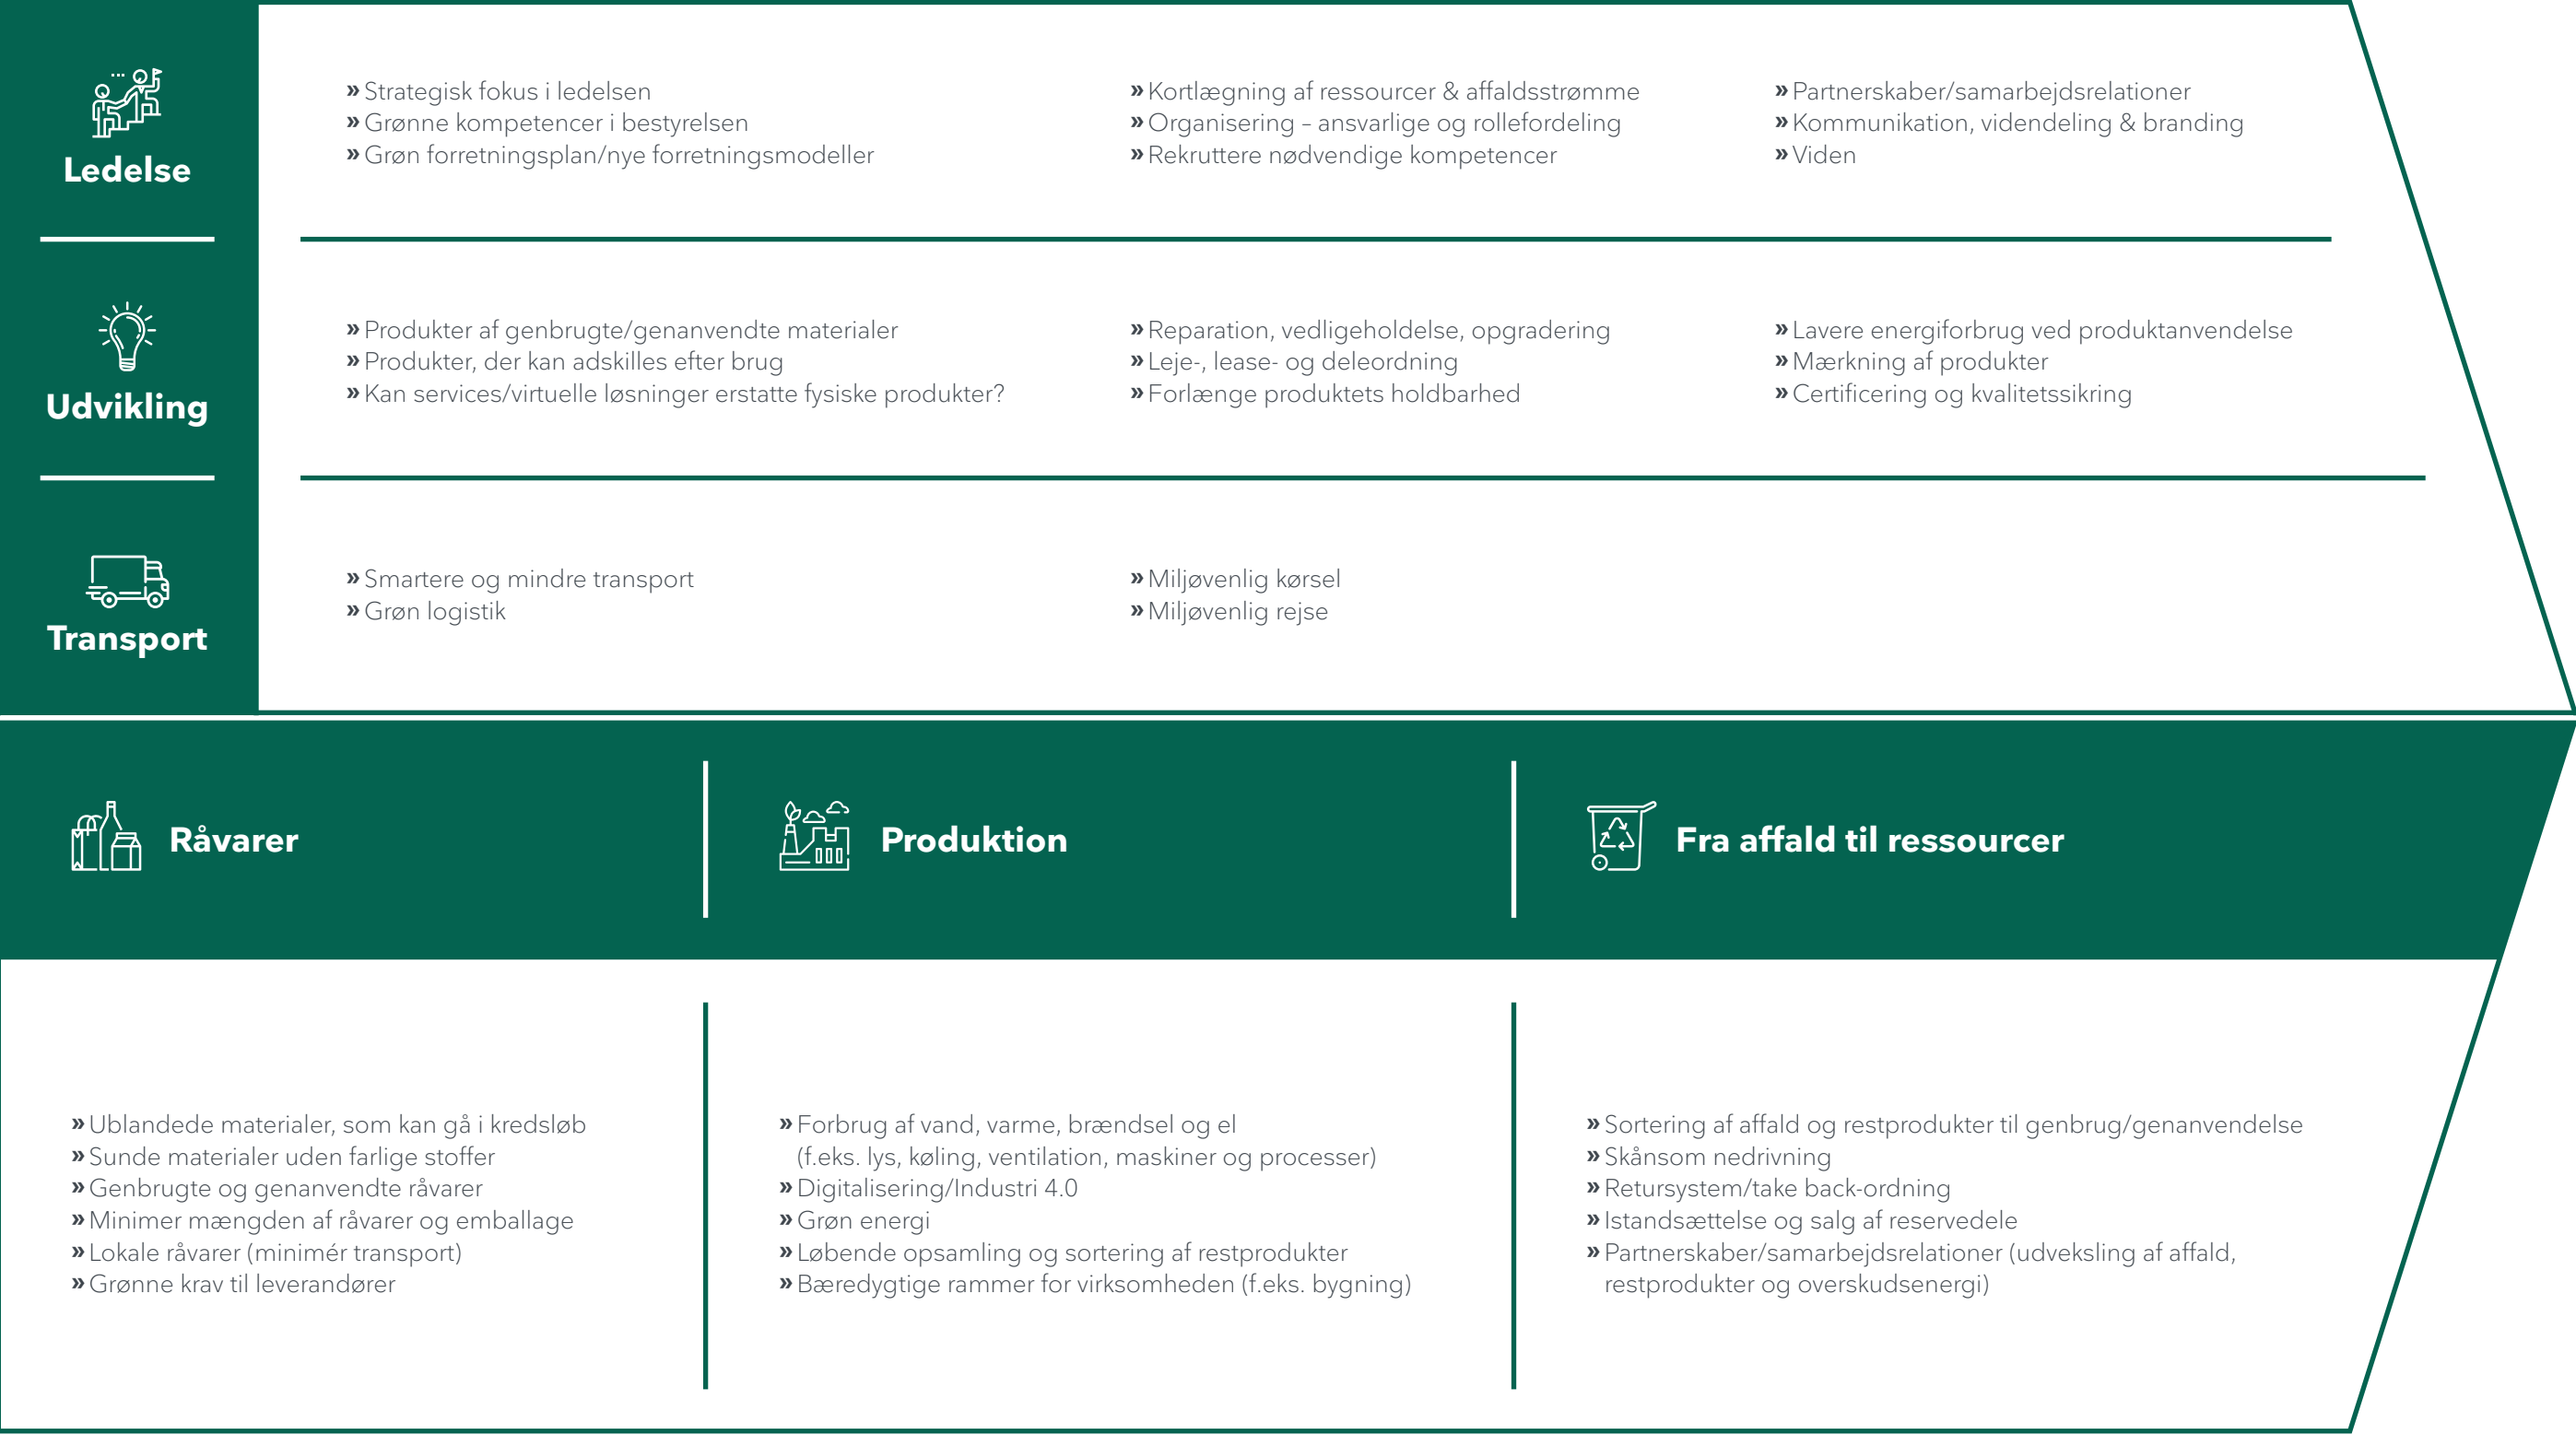 Ledelse
» Strategisk fokus i ledelsen
» Grønne kompetencer i bestyrelsen
» Grøn forretningsplan/nye forretningsmodeller
» Kortlægning af ressourcer & affaldsstrømme
» Organisering – ansvarlige og rollefordeling
» Rekruttere nødvendige kompetencer
» Partnerskaber/samarbejdsrelationer
» Kommunikation, videndeling & branding
» Viden
Udvikling
» Produkter af genbrugte/genanvendte materialer
» Produkter, der kan adskilles efter brug
» Kan services/virtuelle løsninger erstatte fysiske produkter?
» Reparation, vedligeholdelse, opgradering
» Leje-, lease- og deleordning
» Forlænge produktets holdbarhed
» Lavere energiforbrug ved produktanvendelse
» Mærkning af produkter
» Certificering og kvalitetssikring
Transport
» Smartere og mindre transport
» Grøn logistik
» Miljøvenlig kørsel
» Miljøvenlig rejse
Råvarer
» Ublandede materialer, som kan gå i kredsløb
» Sunde materialer uden farlige stoffer
» Genbrugte og genanvendte råvarer
» Minimer mængden af råvarer og emballage
» Lokale råvarer (minimér transport)
» Grønne krav til leverandører
Produktion
» Forbrug af vand, varme, brændsel og el
(f.eks. lys, køling, ventilation, maskiner og processer)
» Digitalisering/Industri 4.0
» Grøn energi
» Løbende opsamling og sortering af restprodukter
» Bæredygtige rammer for virksomheden (f.eks. bygning)
Fra affald til ressourcer
» Sortering af affald og restprodukter til genbrug/genanvendelse
» Skånsom nedrivning
» Retursystem/take back-ordning
» Istandsættelse og salg af reservedele
» Partnerskaber/samarbejdsrelationer (udveksling af affald,
restprodukter og overskudsenergi)